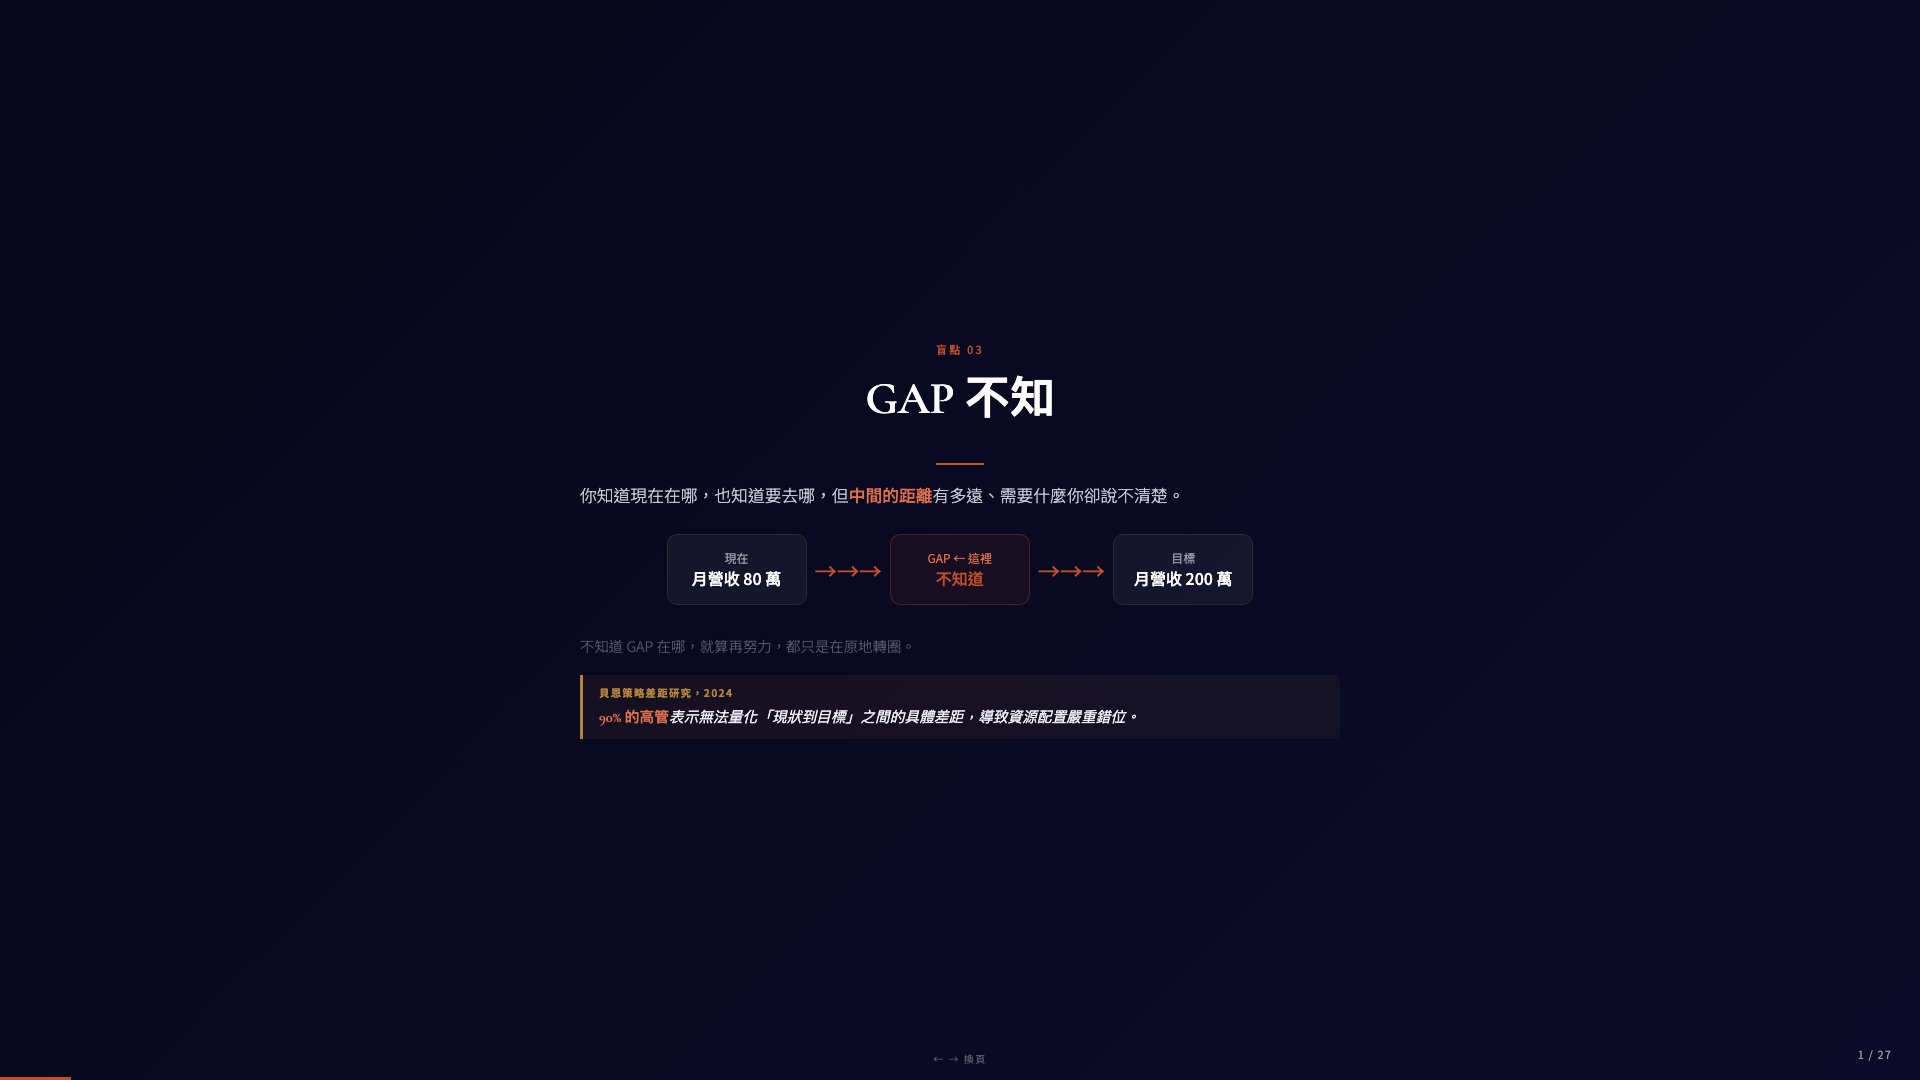 盲點 03
GAP 不知
你知道現在在哪，也知道要去哪，但中間的距離有多遠、需要什麼你卻說不清楚。
現在
月營收 80 萬
→→→
GAP ← 這裡
不知道
→→→
目標
月營收 200 萬
不知道 GAP 在哪，就算再努力，都只是在原地轉圈。
貝恩策略差距研究，2024
90% 的高管表示無法量化「現狀到目標」之間的具體差距，導致資源配置嚴重錯位。
← → 換頁
1 / 27